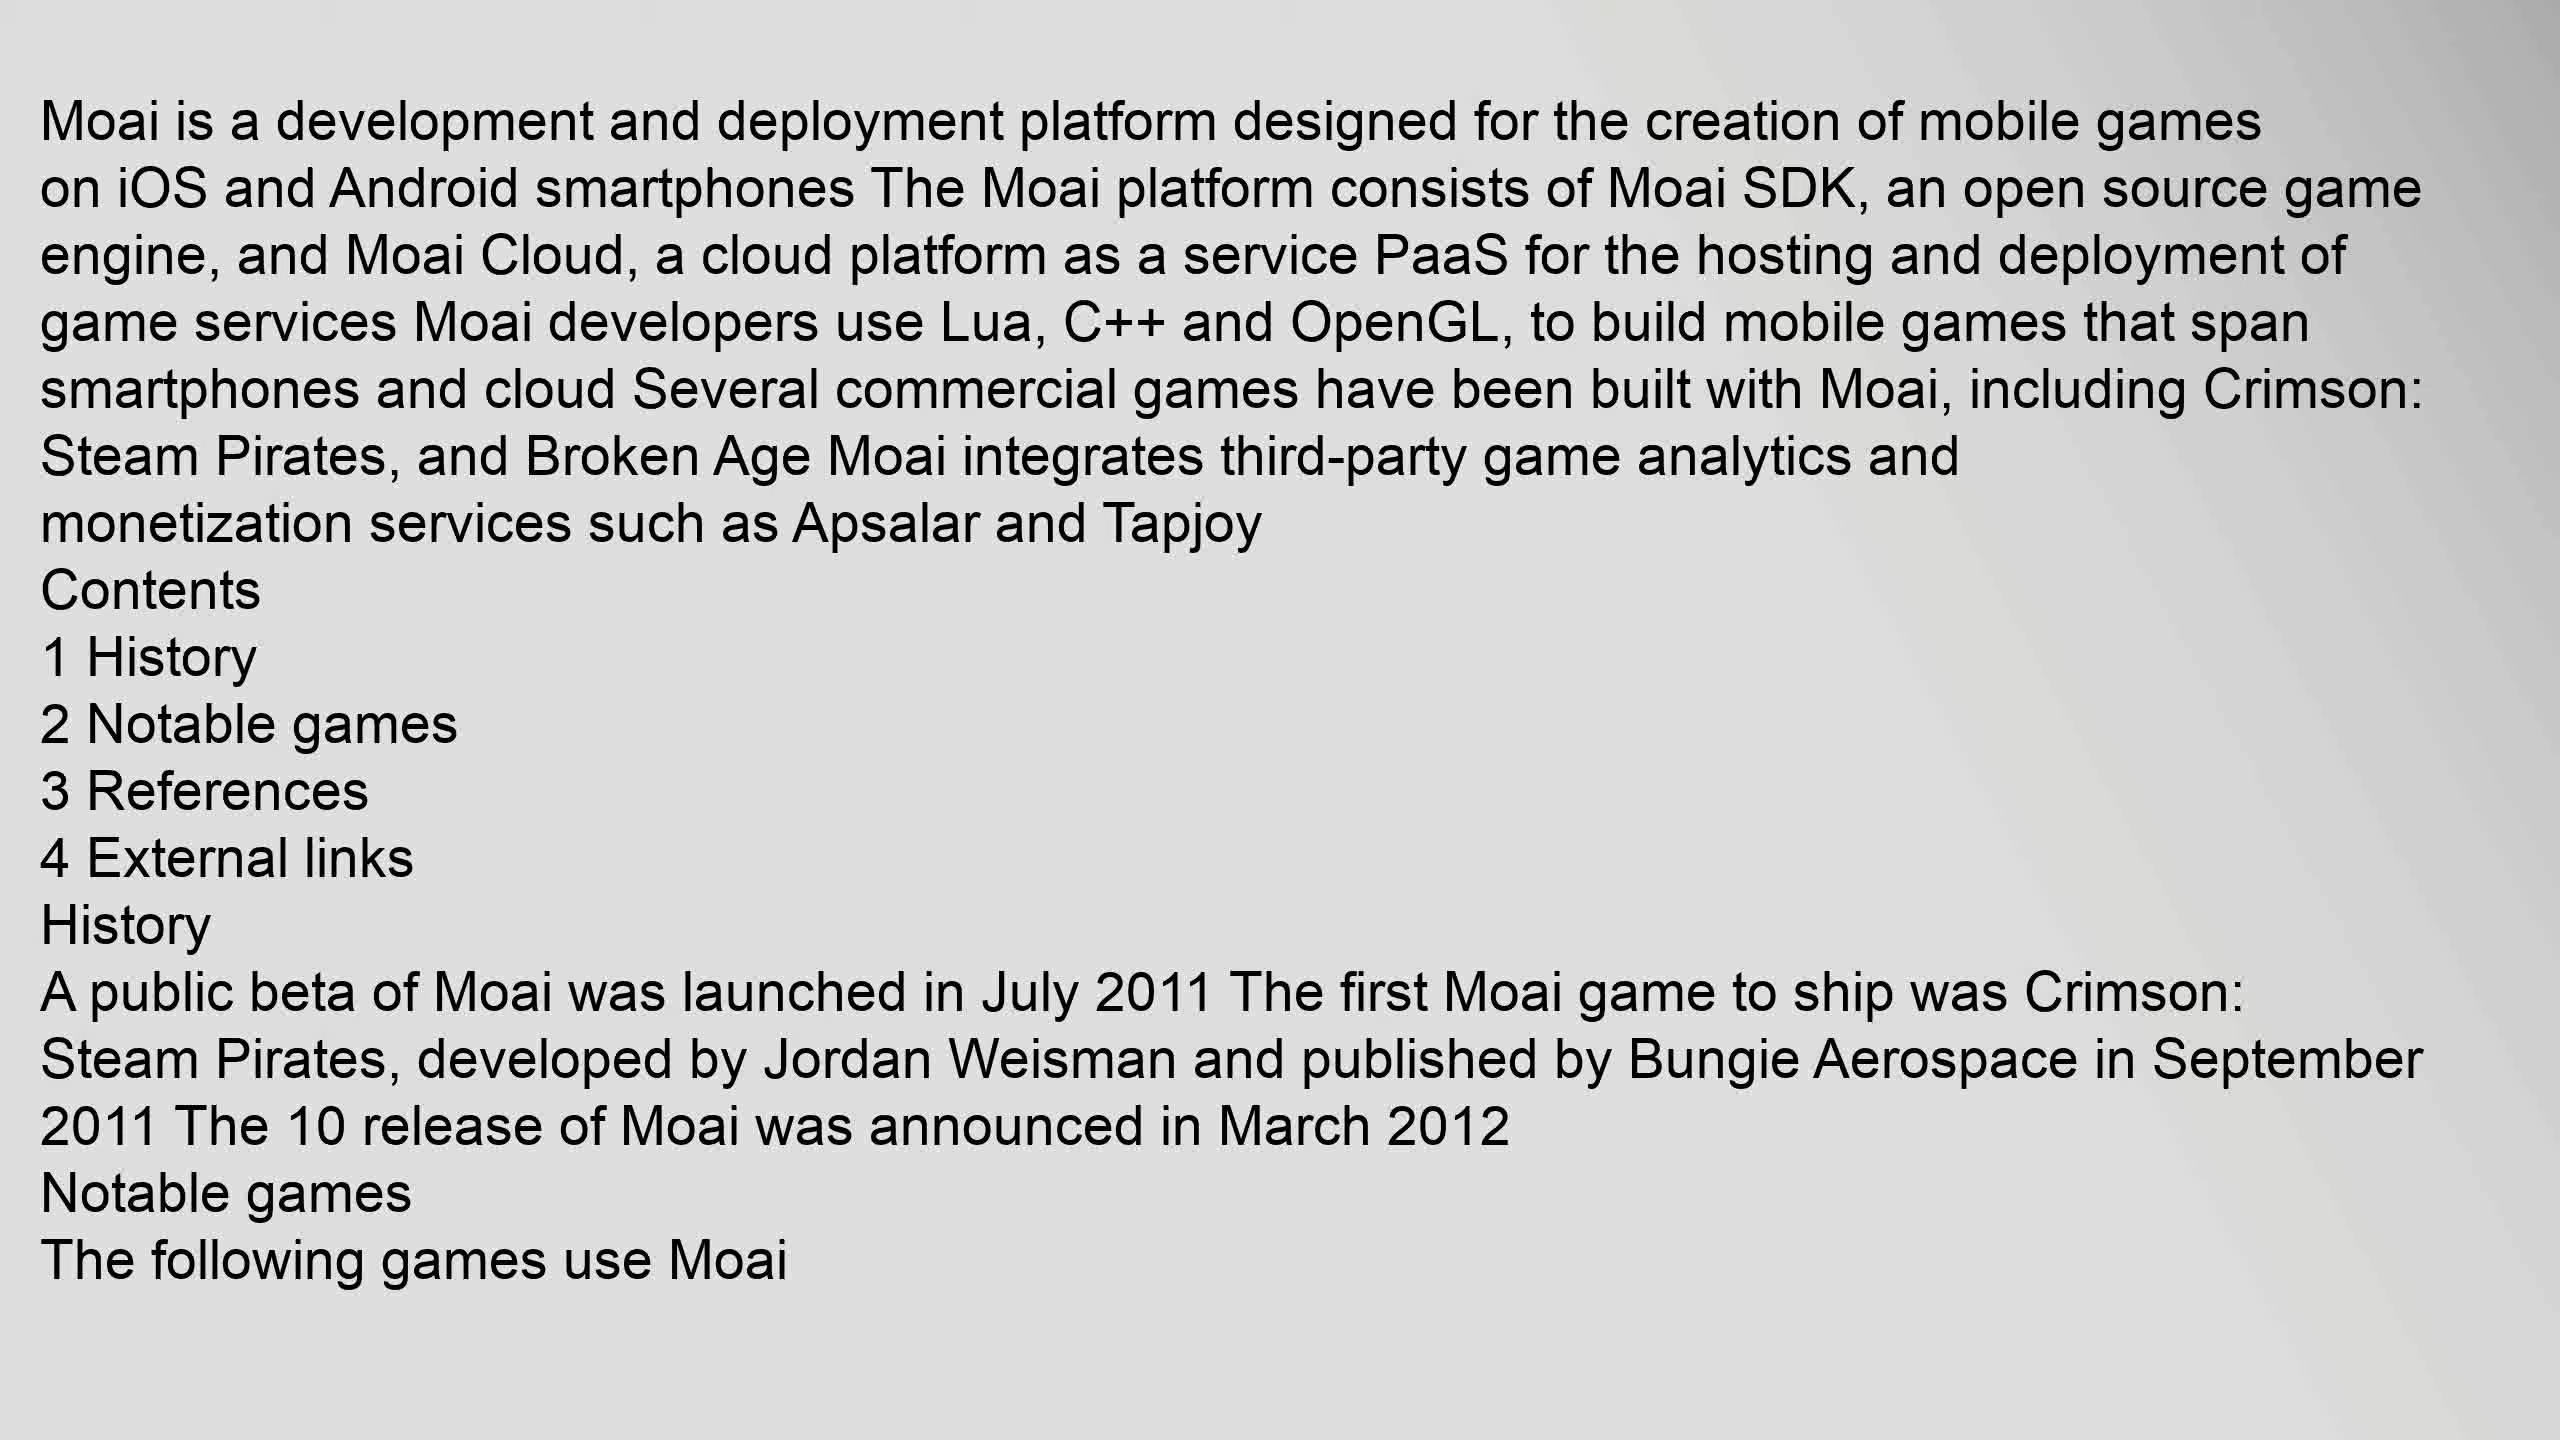 Moai is a development and deployment platform designed for the creation of mobile games
on iOS and Android smartphones The Moai platform consists of Moai SDK, an open source game
engine, and Moai Cloud, a cloud platform as a service PaaS for the hosting and deployment of
game services Moai developers use Lua, C++ and OpenGL, to build mobile games that span
smartphones and cloud Several commercial games have been built with Moai, including Crimson:
Steam Pirates, and Broken Age Moai integrates third-party game analytics and
monetization services such as Apsalar and Tapjoy
Contents
1 History
2 Notable games
3 References
4 External links
History
A public beta of Moai was launched in July 2011 The first Moai game to ship was Crimson:
Steam Pirates, developed by Jordan Weisman and published by Bungie Aerospace in September
2011 The 10 release of Moai was announced in March 2012
Notable games
The following games use Moai